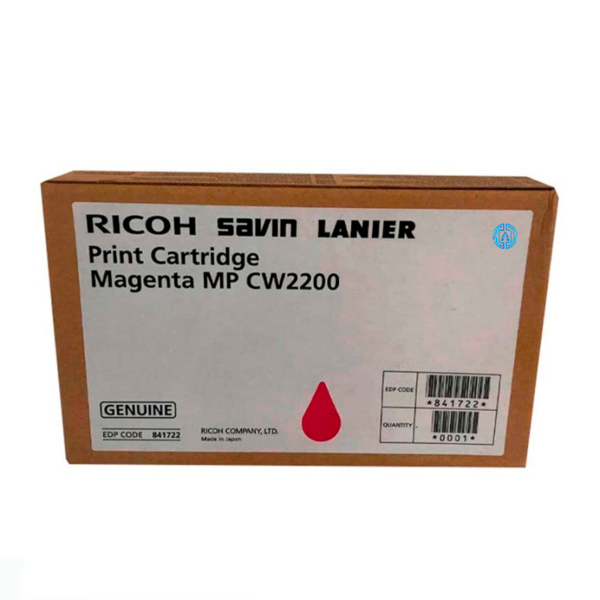 RICOH savin LANIER
Print Cartridge
Magenta MP CW2200
GENUINE
EDP CODE 841722
RICOH COMPANY, LTD.
Made in Japan
EDP CODE
*841722*
QUANTITY
*0001*